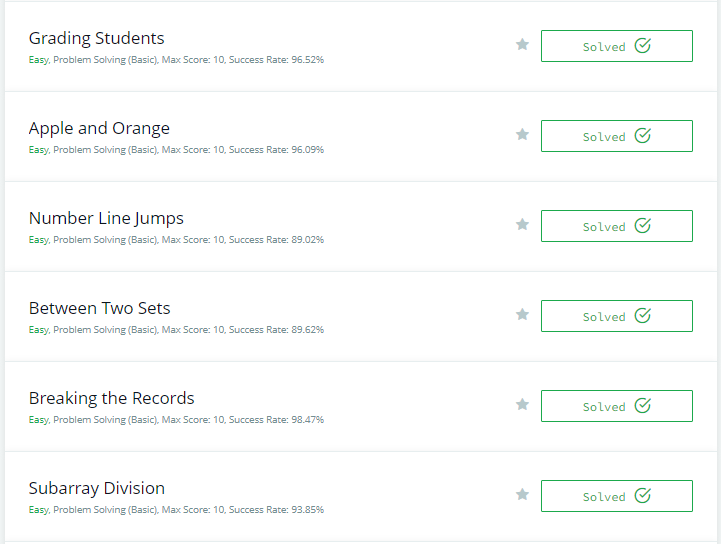 Grading Students
Easy, Problem Solving (Basic), Max Score: 10, Success Rate: 96.52%
Solved
Apple and Orange
Easy, Problem Solving (Basic), Max Score: 10, Success Rate: 96.09%
Solved
Number Line Jumps
Easy, Problem Solving (Basic), Max Score: 10, Success Rate: 89.02%
Solved
Between Two Sets
Easy, Problem Solving (Basic), Max Score: 10, Success Rate: 89.62%
Solved
Breaking the Records
Easy, Problem Solving (Basic), Max Score: 10, Success Rate: 98.47%
Solved
Subarray Division
Easy, Problem Solving (Basic), Max Score: 10, Success Rate: 93.85%
Solved